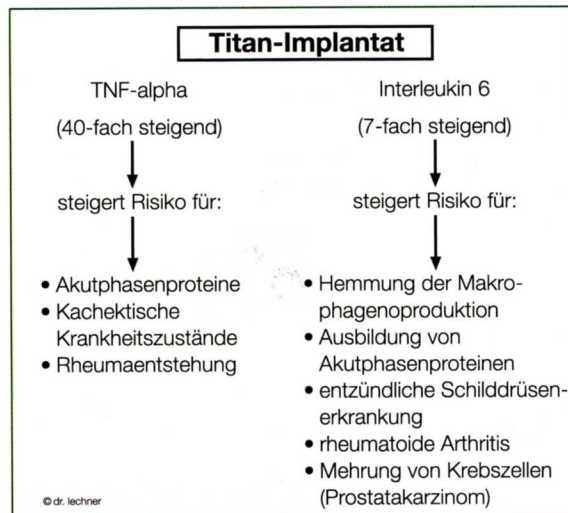 Titan-Implantat
TNF-alpha
(40-fach steigend)
steigert Risiko für:
• Akutphasenproteine
• Kachektische
Krankheitszustände
• Rheumaentstehung
Interleukin 6
(7-fach steigend)
steigert Risiko für:
• Hemmung der Makro-
phagenoproduktion
• Ausbildung von
Akutphasenproteinen
• entzündliche Schilddrüsen-
erkrankung
• rheumatoide Arthritis
• Mehrung von Krebszellen
(Prostatakarzinom)
© dr. lechner